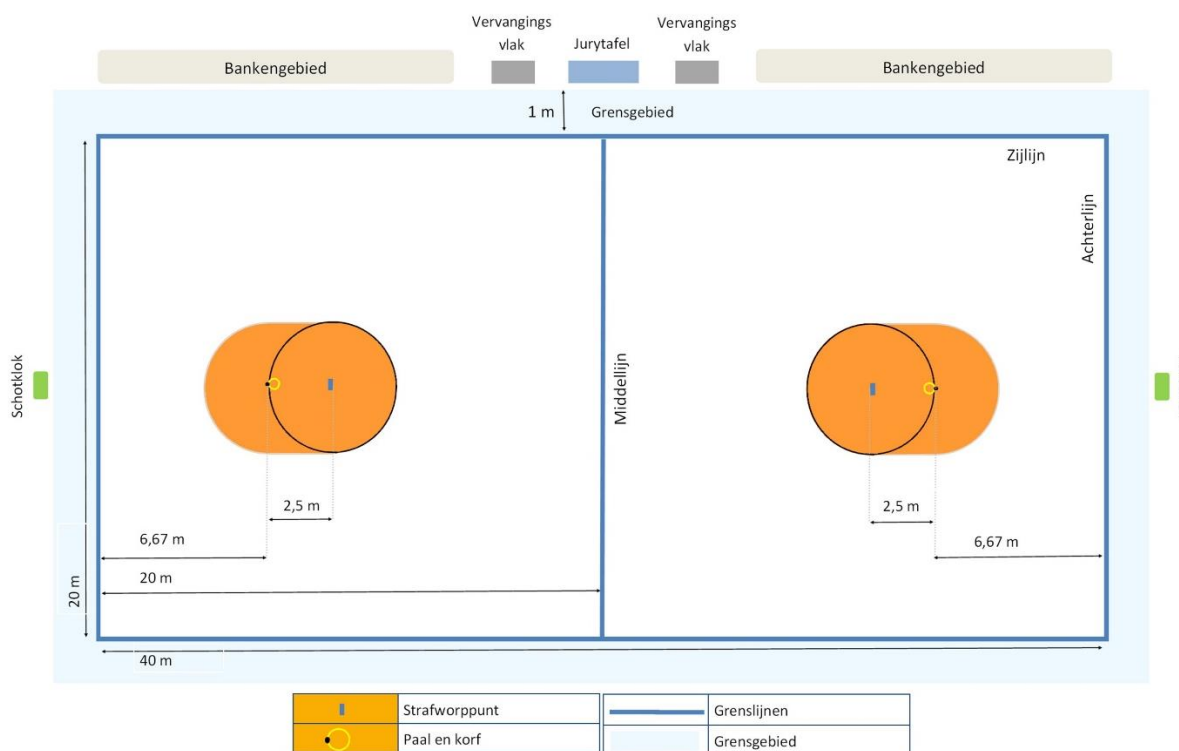 Vervangings
vlak
Jurytafel
Vervangings
vlak
Bankengebied
Bankengebied
1 m
Grensgebied
Zijlijn
Achterlijn
Schotklok
Middellijn
2,5 m
2,5 m
6,67 m
6,67 m
20 m
20 m
40 m
Strafworppunt
Grenslijnen
Paal en korf
Grensgebied